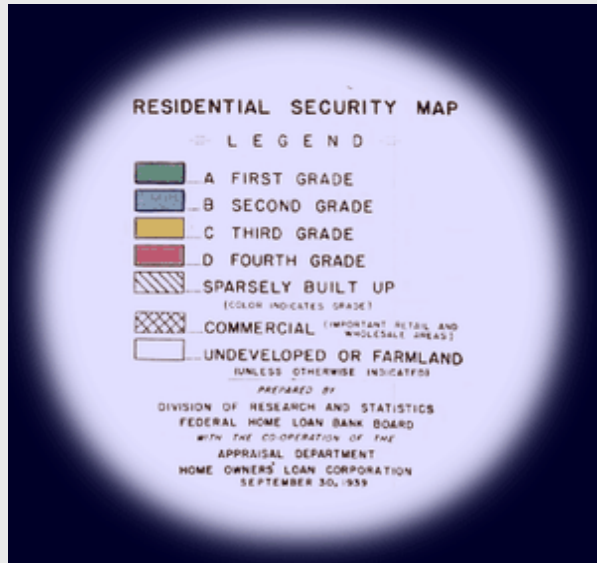 RESIDENTIAL SECURITY MAP
LEGEND
A FIRST GRADE
B SECOND GRADE
C THIRD GRADE
D FOURTH GRADE
SPARSELY BUILT UP
(COLOR INDICATES GRADE)
COMMERCIAL (IMPORTANT RETAIL AND
WHOLESALE AREAS)
UNDEVELOPED OR FARMLAND
(UNLESS OTHERWISE INDICATED)
PREPARED BY
DIVISION OF RESEARCH AND STATISTICS
FEDERAL HOME LOAN BANK BOARD
WITH THE CO-OPERATION OF THE
APPRAISAL DEPARTMENT
HOME OWNERS' LOAN CORPORATION
SEPTEMBER 30, 1939